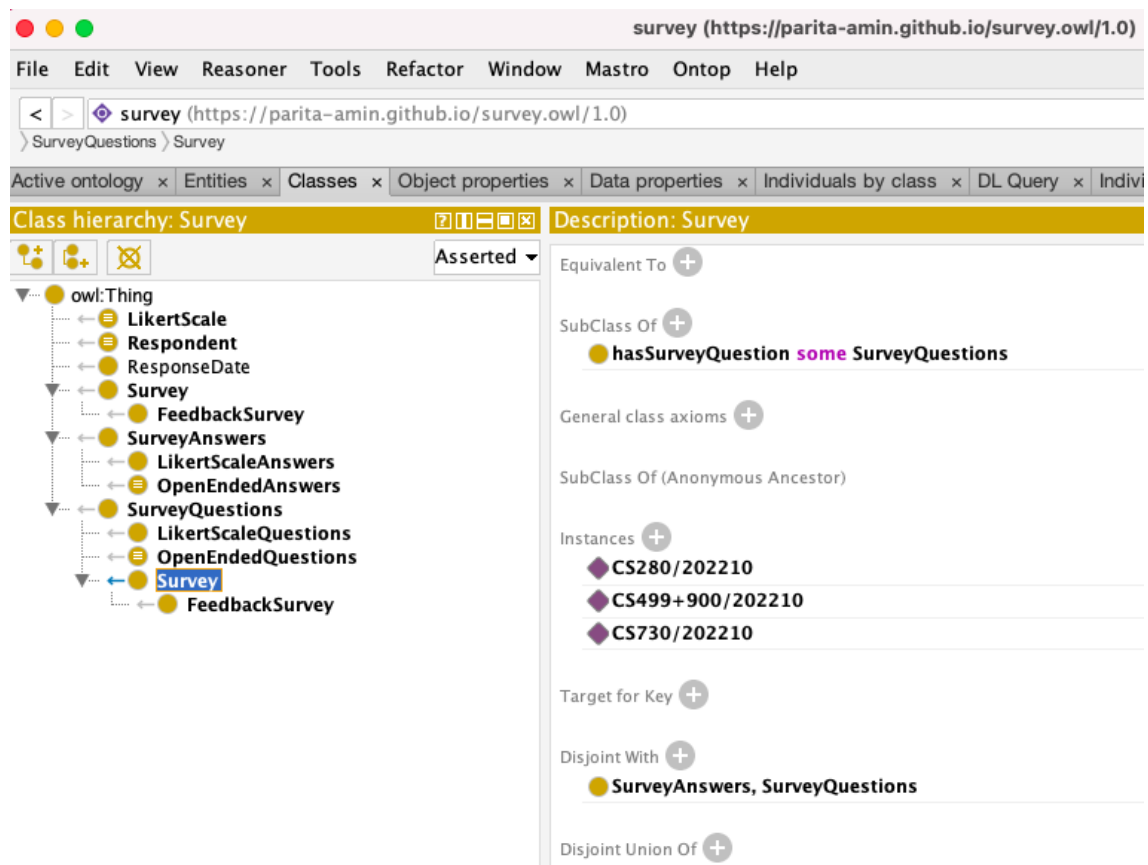 survey (https://parita-amin.github.io/survey.owl/1.0)
File Edit View Reasoner Tools Refactor Window Mastro Ontop Help
< > survey (https://parita-amin.github.io/survey.owl/1.0)
〉SurveyQuestions 〉Survey
Active ontology × Entities × Classes × Object properties × Data properties × Individuals by class × DL Query × Indivi
Class hierarchy: Survey
Asserted
owl:Thing
LikertScale
Respondent
ResponseDate
Survey
FeedbackSurvey
SurveyAnswers
LikertScaleAnswers
OpenEndedAnswers
SurveyQuestions
LikertScaleQuestions
OpenEndedQuestions
Survey
FeedbackSurvey
Description: Survey
Equivalent To
SubClass Of
hasSurveyQuestion some SurveyQuestions
General class axioms
SubClass Of (Anonymous Ancestor)
Instances
CS280/202210
CS499+900/202210
CS730/202210
Target for Key
Disjoint With
SurveyAnswers, SurveyQuestions
Disjoint Union Of